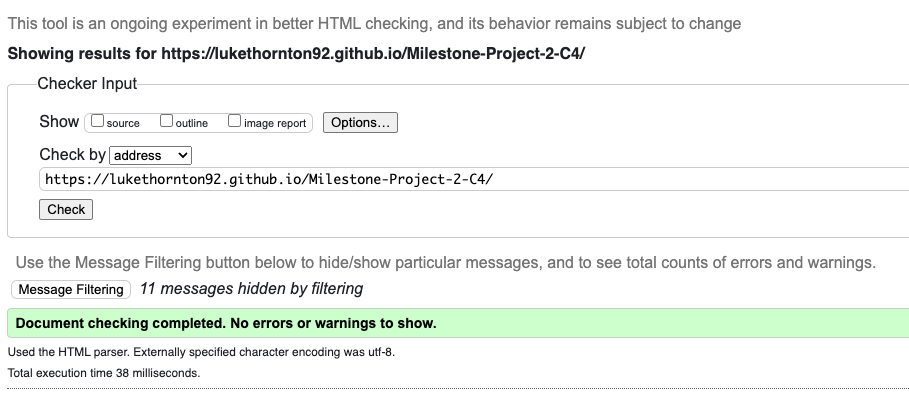 This tool is an ongoing experiment in better HTML checking, and its behavior remains subject to change
Showing results for https://lukethornton92.github.io/Milestone-Project-2-C4/
Checker Input
Show source outline image report Options...
Check by address
https://lukethornton92.github.io/Milestone-Project-2-C4/
Check
Use the Message Filtering button below to hide/show particular messages, and to see total counts of errors and warnings.
Message Filtering 11 messages hidden by filtering
Document checking completed. No errors or warnings to show.
Used the HTML parser. Externally specified character encoding was utf-8.
Total execution time 38 milliseconds.